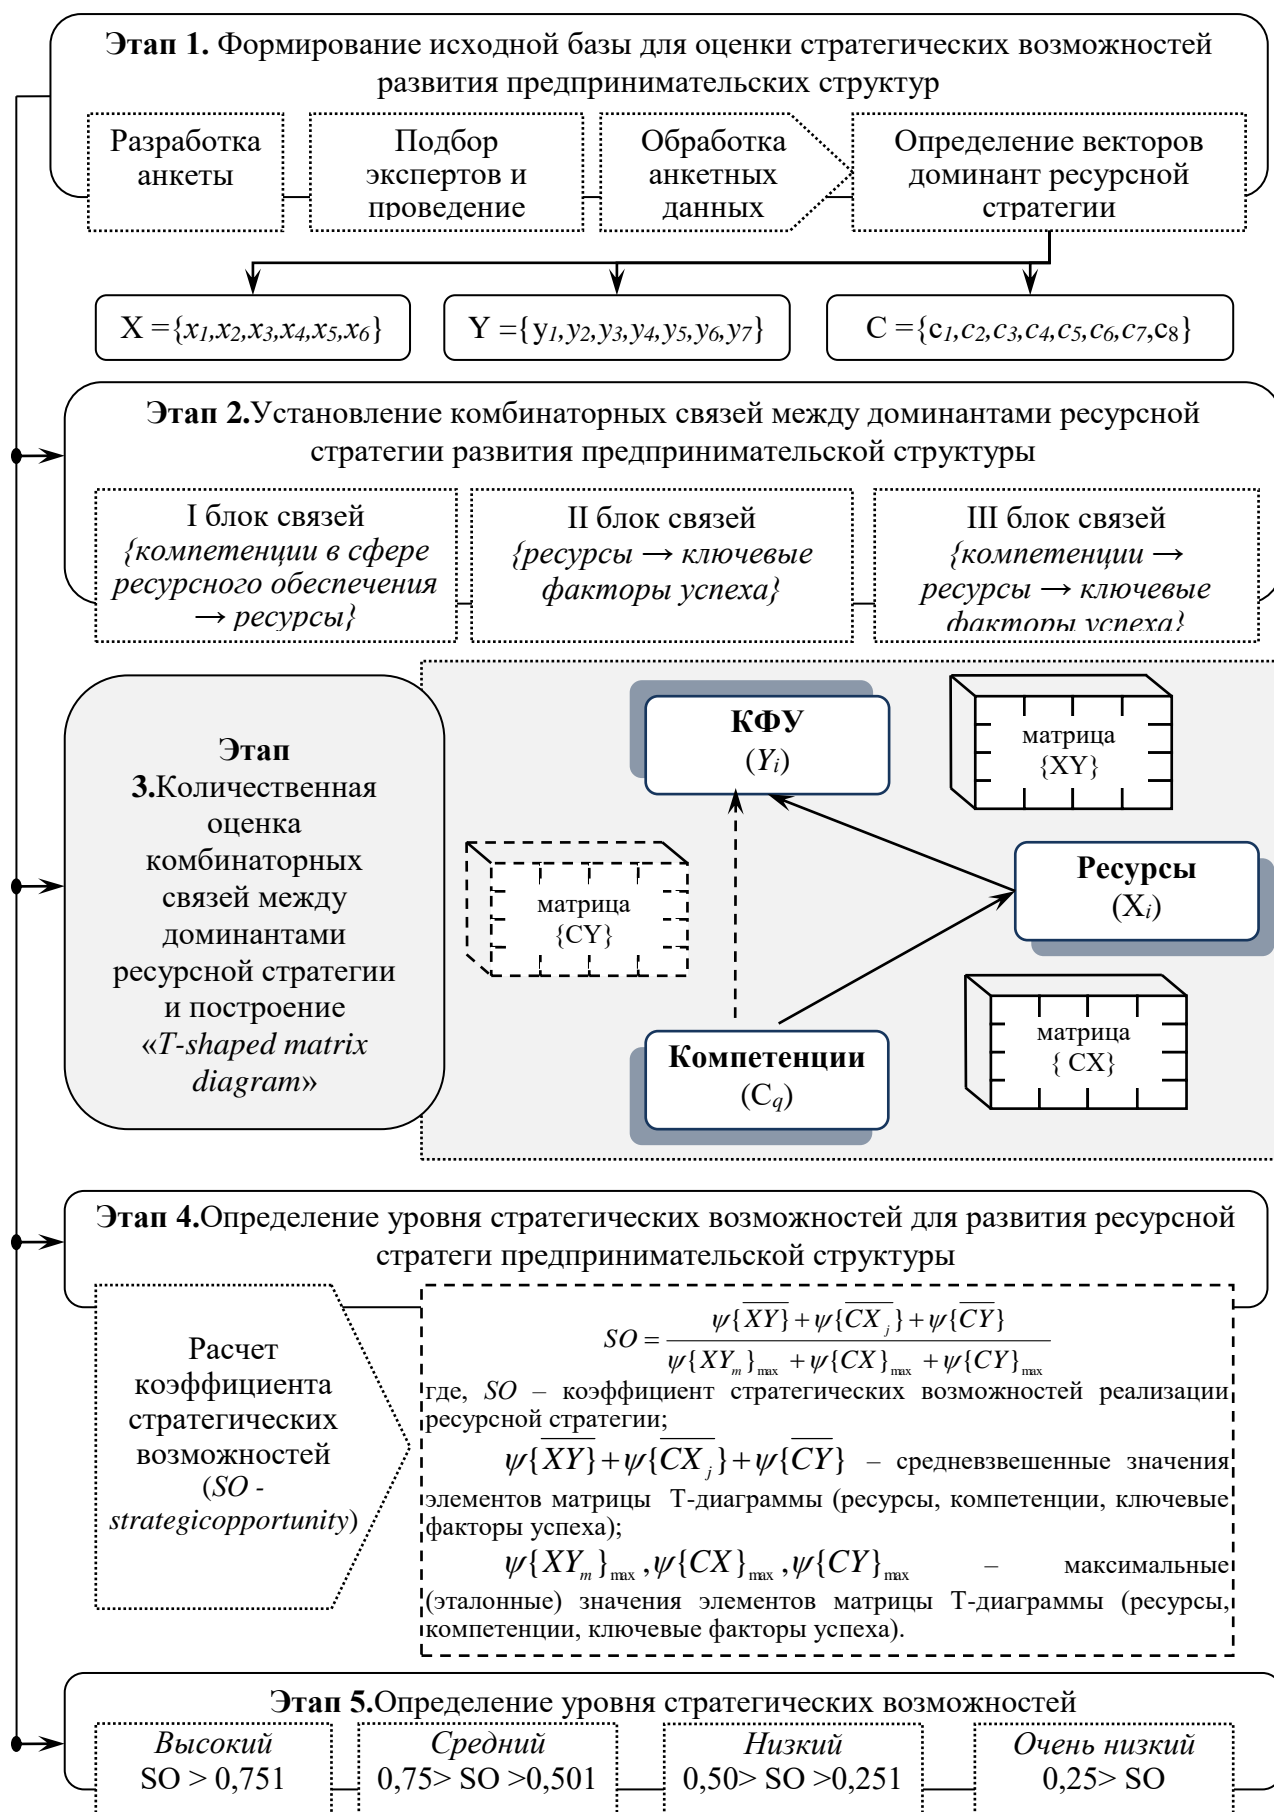 Этап 1. Формирование исходной базы для оценки стратегических возможностей
развития предпринимательских структур
Разработка
анкеты
Подбор
экспертов и
проведение
Обработка
анкетных
данных
Определение векторов
доминант ресурсной
стратегии
X ={x1,x2,x3,x4,x5,x6}
Y ={y1,y2,y3,y4,y5,y6,y7}
C ={c1,c2,c3,c4,c5,c6,c7,c8}
Этап 2.Установление комбинаторных связей между доминантами ресурсной
стратегии развития предпринимательской структуры
I блок связей
{компетенции в сфере
ресурсного обеспечения
→ ресурсы}
II блок связей
{ресурсы → ключевые
факторы успеха}
III блок связей
{компетенции →
ресурсы → ключевые
факторы успеха}
Этап
3.Количественная
оценка
комбинаторных
связей между
доминантами
ресурсной стратегии
и построение
«T-shaped matrix
diagram»
КФУ
(Yi)
матрица
{XY}
матрица
{CY}
Ресурсы
(Xi)
матрица
{ CX}
Компетенции
(Cq)
Этап 4.Определение уровня стратегических возможностей для развития ресурсной
стратеги предпринимательской структуры
Расчет
коэффициента
стратегических
возможностей
(SO -
strategicopportunity)
SO = (ψ{X̅Y̅} + ψ{C̅X̅j} + ψ{C̅Y̅}) / (ψ{XYm}max + ψ{CX}max + ψ{CY}max)
где, SO – коэффициент стратегических возможностей реализации
ресурсной стратегии;
ψ{X̅Y̅} + ψ{C̅X̅j} + ψ{C̅Y̅} – средневзвешенные значения
элементов матрицы Т-диаграммы (ресурсы, компетенции, ключевые
факторы успеха);
ψ{XYm}max ,ψ{CX}max ,ψ{CY}max – максимальные
(эталонные) значения элементов матрицы Т-диаграммы (ресурсы,
компетенции, ключевые факторы успеха).
Этап 5.Определение уровня стратегических возможностей
Высокий
SO > 0,751
Средний
0,75> SO >0,501
Низкий
0,50> SO >0,251
Очень низкий
0,25> SO